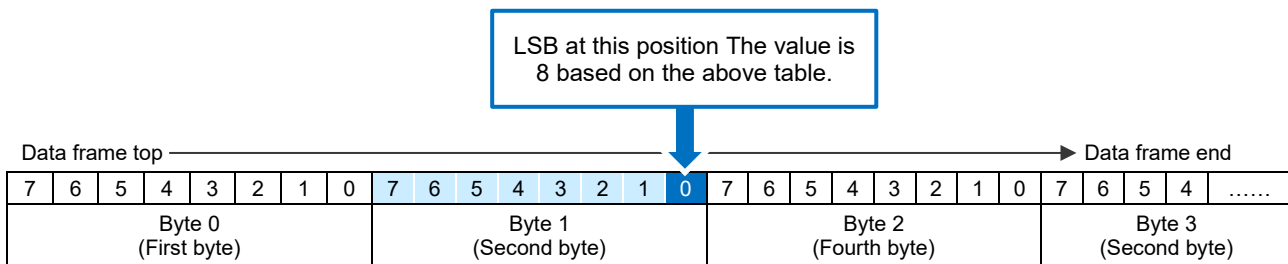 LSB at this position The value is
8 based on the above table.
Data frame top Data frame end
7 6 5 4 3 2 1 0 7 6 5 4 3 2 1 0 7 6 5 4 3 2 1 0 7 6 5 4 ......
Byte 0 Byte 1 Byte 2 Byte 3
(First byte) (Second byte) (Fourth byte) (Second byte)